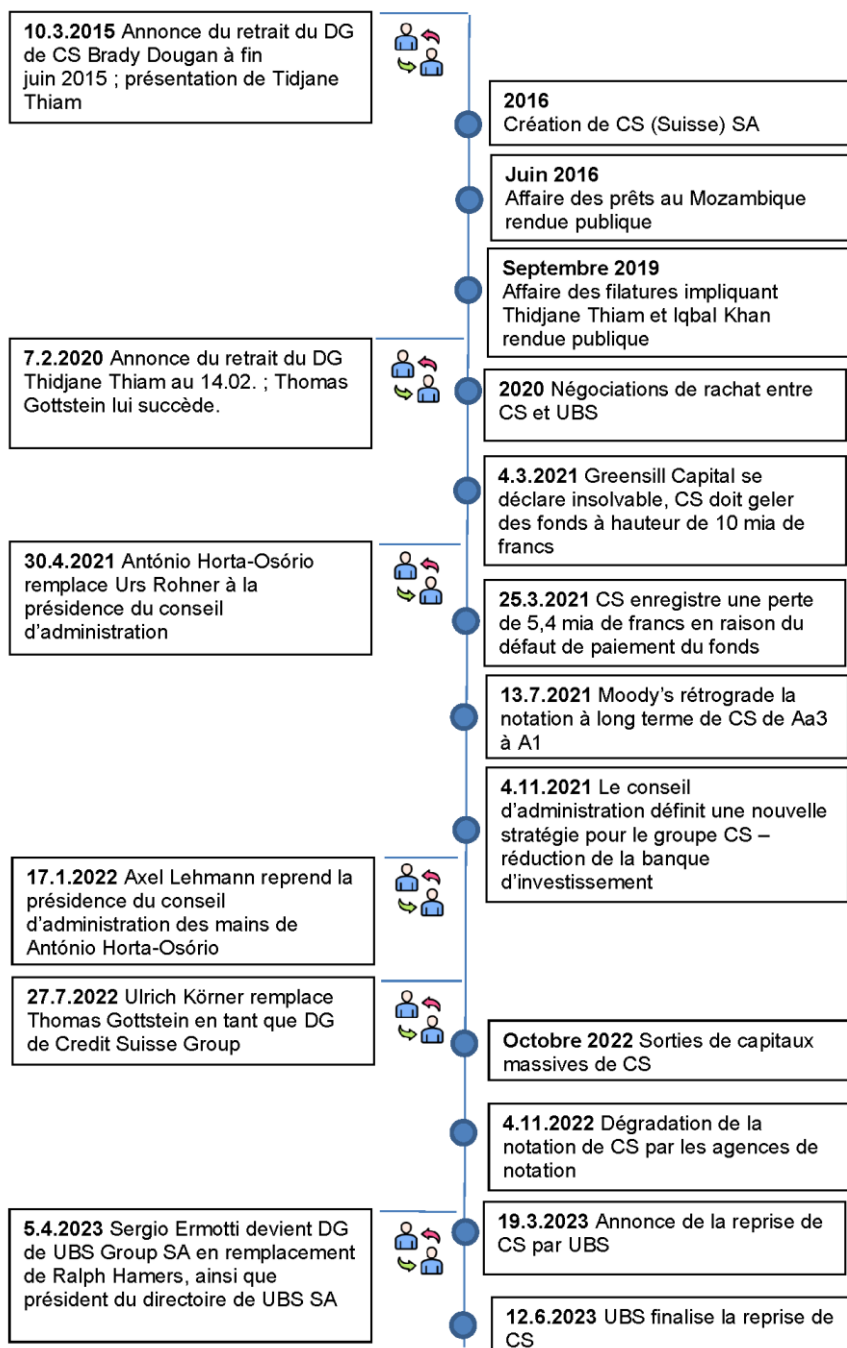 10.3.2015 Annonce du retrait du DG
de CS Brady Dougan à fin
juin 2015 ; présentation de Tidjane
Thiam
2016
Création de CS (Suisse) SA
Juin 2016
Affaire des prêts au Mozambique
rendue publique
Septembre 2019
Affaire des filatures impliquant
Thidjane Thiam et Iqbal Khan
rendue publique
7.2.2020 Annonce du retrait du DG
Thidjane Thiam au 14.02. ; Thomas
Gottstein lui succède.
2020 Négociations de rachat entre
CS et UBS
4.3.2021 Greensill Capital se
déclare insolvable, CS doit geler
des fonds à hauteur de 10 mia de
francs
30.4.2021 António Horta-Osório
remplace Urs Rohner à la
présidence du conseil
d’administration
25.3.2021 CS enregistre une perte
de 5,4 mia de francs en raison du
défaut de paiement du fonds
13.7.2021 Moody’s rétrograde la
notation à long terme de CS de Aa3
à A1
4.11.2021 Le conseil
d’administration définit une nouvelle
stratégie pour le groupe CS –
réduction de la banque
d’investissement
17.1.2022 Axel Lehmann reprend la
présidence du conseil
d’administration des mains de
António Horta-Osório
27.7.2022 Ulrich Körner remplace
Thomas Gottstein en tant que DG
de Credit Suisse Group
Octobre 2022 Sorties de capitaux
massives de CS
4.11.2022 Dégradation de la
notation de CS par les agences de
notation
5.4.2023 Sergio Ermotti devient DG
de UBS Group SA en remplacement
de Ralph Hamers, ainsi que
président du directoire de UBS SA
19.3.2023 Annonce de la reprise de
CS par UBS
12.6.2023 UBS finalise la reprise de
CS